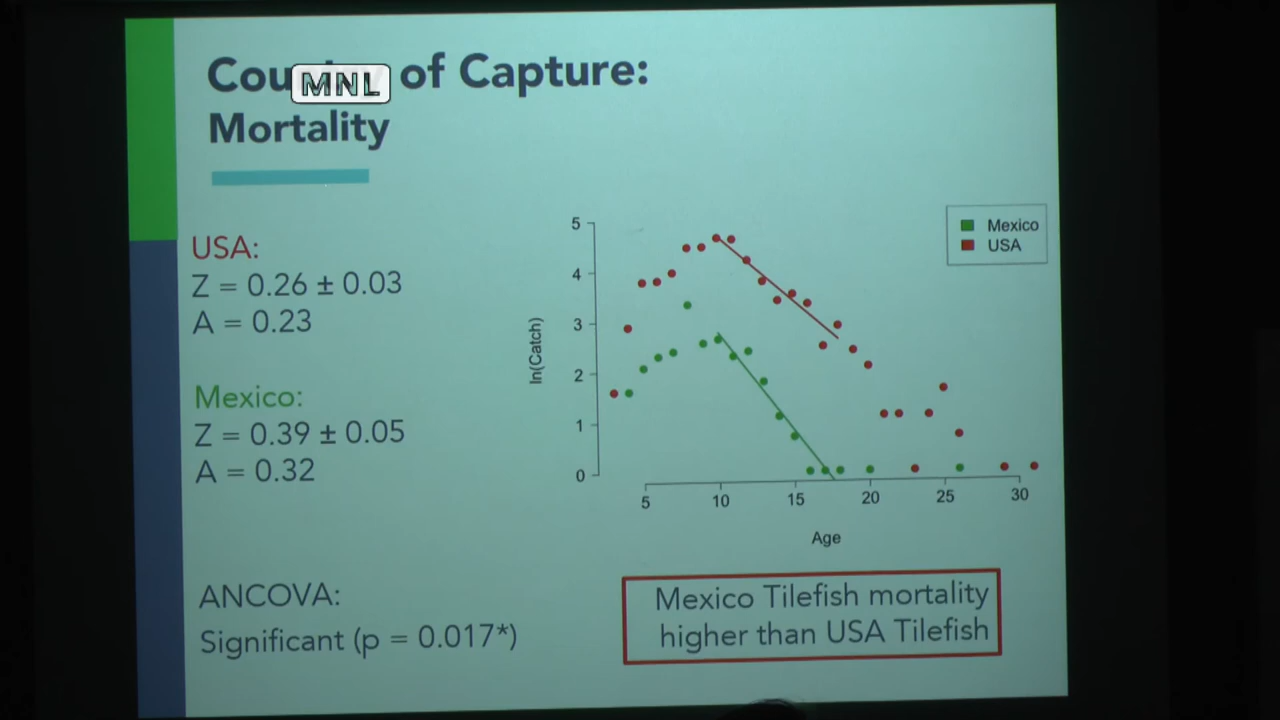 of Capture:
MNL
Mortality
USA:
Z = 0.26 ± 0.03
A = 0.23
Mexico:
Z = 0.39 ± 0.05
A = 0.32
ANCOVA:
Significant (p = 0.017*)
Mexico
USA
5
4
3
2
1
0
ln(Catch)
5 10 15 20 25 30
Age
Mexico Tilefish mortality
higher than USA Tilefish